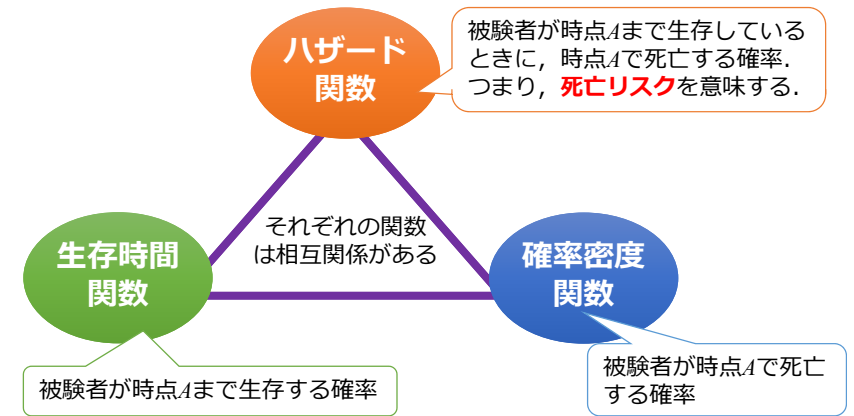 ハザード
関数
被験者が時点Aまで生存している
ときに，時点Aで死亡する確率．
つまり，死亡リスクを意味する．
それぞれの関数
は相互関係がある
生存時間
関数
確率密度
関数
被験者が時点Aまで生存する確率
被験者が時点Aで死亡
する確率